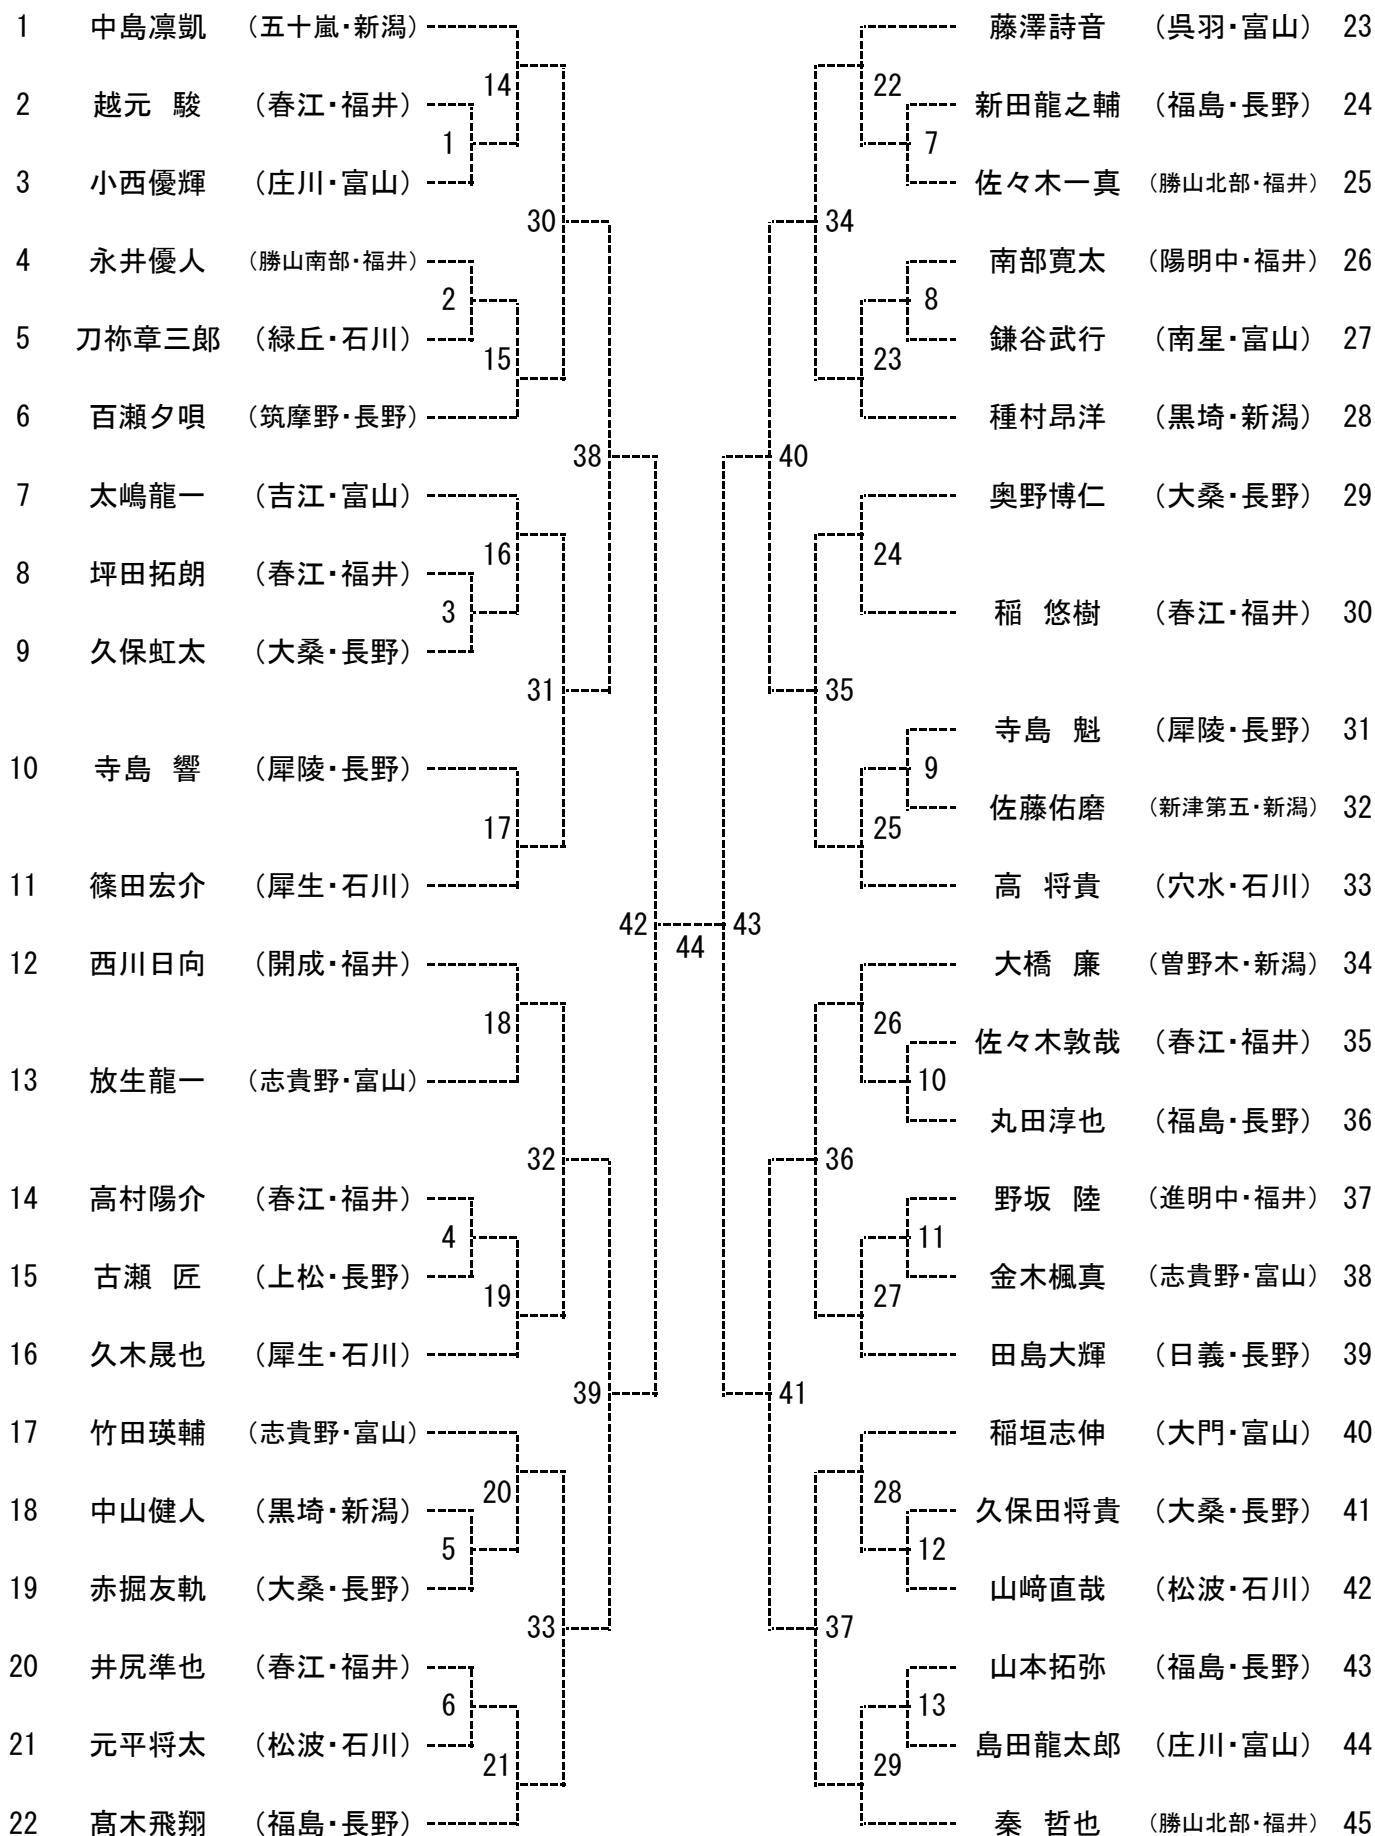 1 中島凛凱 （五十嵐・新潟）
2 越元 駿 （春江・福井）
3 小西優輝 （庄川・富山）
4 永井優人 （勝山南部・福井）
5 刀祢章三郎 （緑丘・石川）
6 百瀬夕唄 （筑摩野・長野）
7 太嶋龍一 （吉江・富山）
8 坪田拓朗 （春江・福井）
9 久保虹太 （大桑・長野）
10 寺島 響 （犀陵・長野）
11 篠田宏介 （犀生・石川）
12 西川日向 （開成・福井）
13 放生龍一 （志貴野・富山）
14 高村陽介 （春江・福井）
15 古瀬 匠 （上松・長野）
16 久木晟也 （犀生・石川）
17 竹田瑛輔 （志貴野・富山）
18 中山健人 （黒埼・新潟）
19 赤掘友軌 （大桑・長野）
20 井尻準也 （春江・福井）
21 元平将太 （松波・石川）
22 髙木飛翔 （福島・長野）
1
2
3
4
5
6
14
15
16
17
18
19
20
21
30
31
32
33
38
39
42
44
43
40
41
34
35
36
37
22
23
24
25
26
27
28
29
7
8
9
10
11
12
13
藤澤詩音 （呉羽・富山） 23
新田龍之輔 （福島・長野） 24
佐々木一真 （勝山北部・福井） 25
南部寛太 （陽明中・福井） 26
鎌谷武行 （南星・富山） 27
種村昂洋 （黒埼・新潟） 28
奥野博仁 （大桑・長野） 29
稲 悠樹 （春江・福井） 30
寺島 魁 （犀陵・長野） 31
佐藤佑磨 （新津第五・新潟） 32
高 将貴 （穴水・石川） 33
大橋 廉 （曽野木・新潟） 34
佐々木敦哉 （春江・福井） 35
丸田淳也 （福島・長野） 36
野坂 陸 （進明中・福井） 37
金木楓真 （志貴野・富山） 38
田島大輝 （日義・長野） 39
稲垣志伸 （大門・富山） 40
久保田将貴 （大桑・長野） 41
山﨑直哉 （松波・石川） 42
山本拓弥 （福島・長野） 43
島田龍太郎 （庄川・富山） 44
秦 哲也 （勝山北部・福井） 45